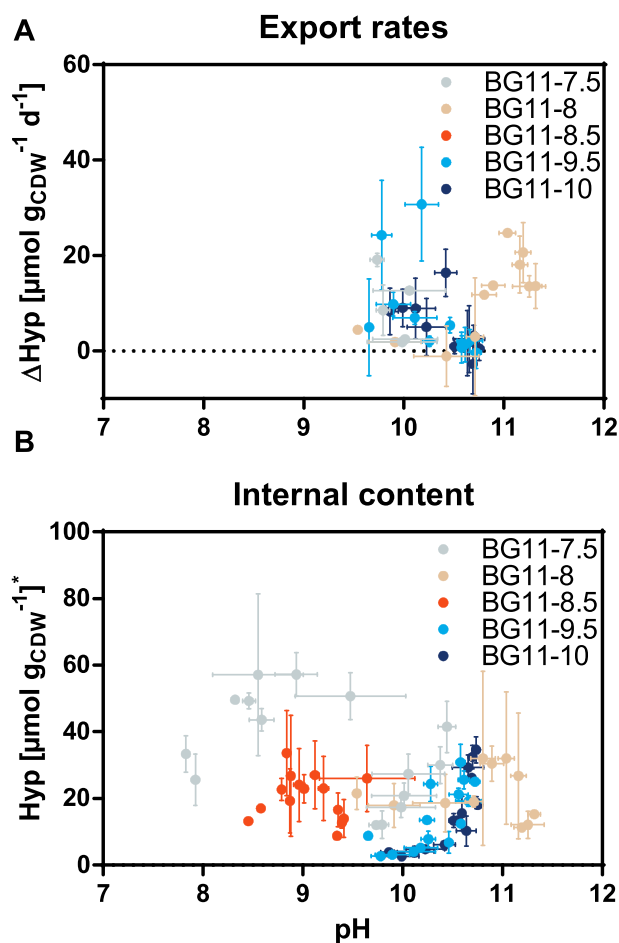 A
Export rates
ΔHyp [µmol g_CDW⁻¹ d⁻¹]
60
40
20
0
BG11-7.5
BG11-8
BG11-8.5
BG11-9.5
BG11-10
7 8 9 10 11 12
B
Internal content
Hyp [µmol g_CDW⁻¹]*
100
80
60
40
20
0
BG11-7.5
BG11-8
BG11-8.5
BG11-9.5
BG11-10
7 8 9 10 11 12
pH